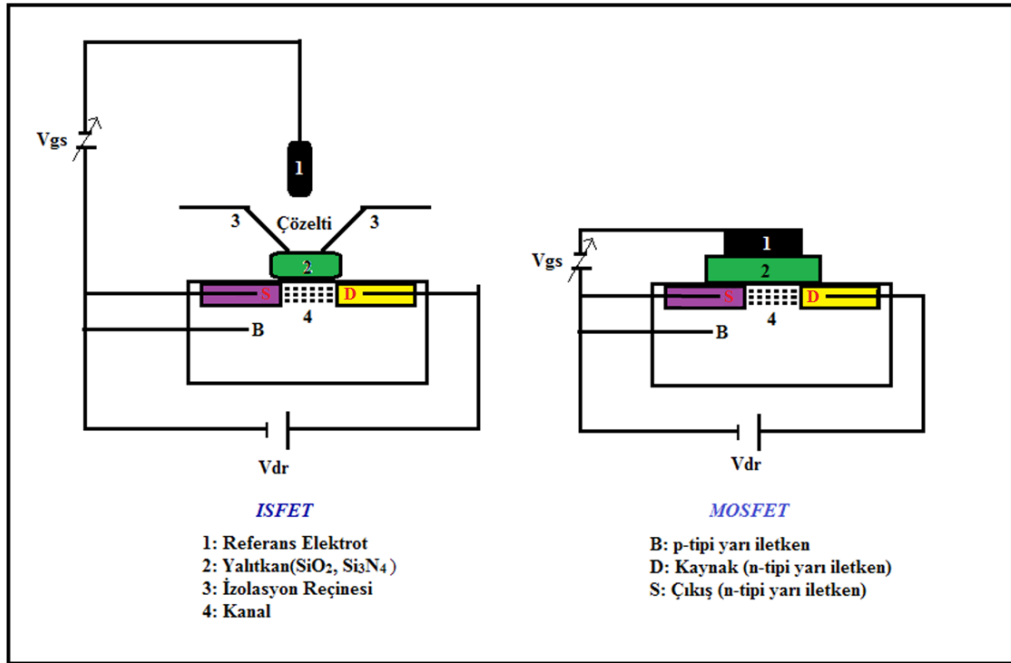 Vgs
1
3
Çözelti
3
2
S
D
4
B
Vdr
ISFET
1: Referans Elektrot
2: Yalıtkan(SiO₂, Si₃N₄ )
3: İzolasyon Reçinesi
4: Kanal
Vgs
1
2
S
D
4
B
Vdr
MOSFET
B: p-tipi yarı iletken
D: Kaynak (n-tipi yarı iletken)
S: Çıkış (n-tipi yarı iletken)